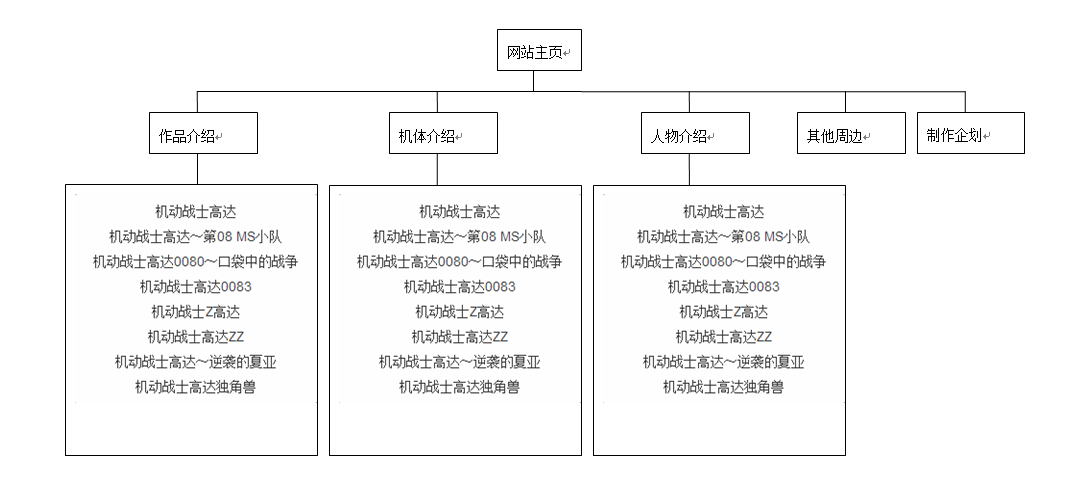 网站主页
作品介绍
机体介绍
人物介绍
其他周边
制作企划
机动战士高达
机动战士高达～第08 MS小队
机动战士高达0080～口袋中的战争
机动战士高达0083
机动战士Z高达
机动战士高达ZZ
机动战士高达～逆袭的夏亚
机动战士高达独角兽
机动战士高达
机动战士高达～第08 MS小队
机动战士高达0080～口袋中的战争
机动战士高达0083
机动战士Z高达
机动战士高达ZZ
机动战士高达～逆袭的夏亚
机动战士高达独角兽
机动战士高达
机动战士高达～第08 MS小队
机动战士高达0080～口袋中的战争
机动战士高达0083
机动战士Z高达
机动战士高达ZZ
机动战士高达～逆袭的夏亚
机动战士高达独角兽